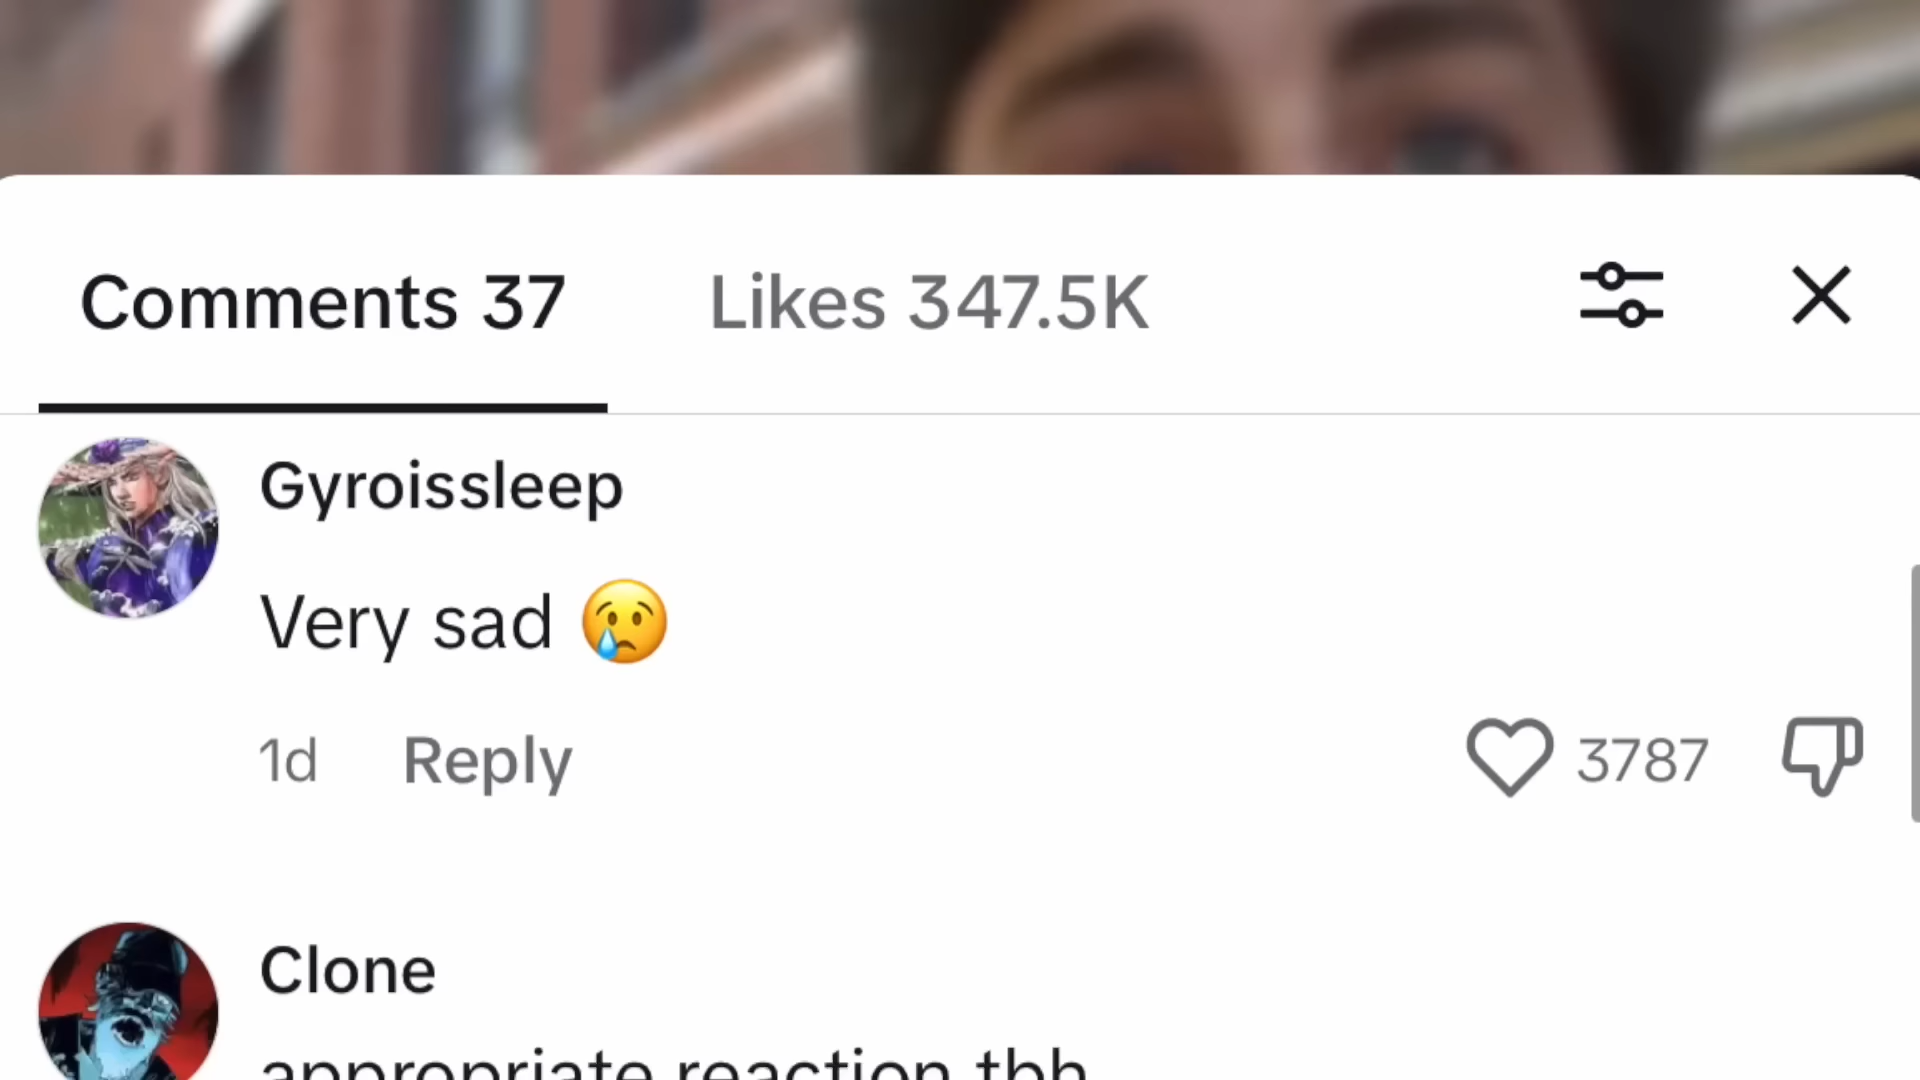 Comments 37 Likes 347.5K
Gyroissleep
Very sad 😢
1d Reply 3787
Clone
appropriate reaction tbh